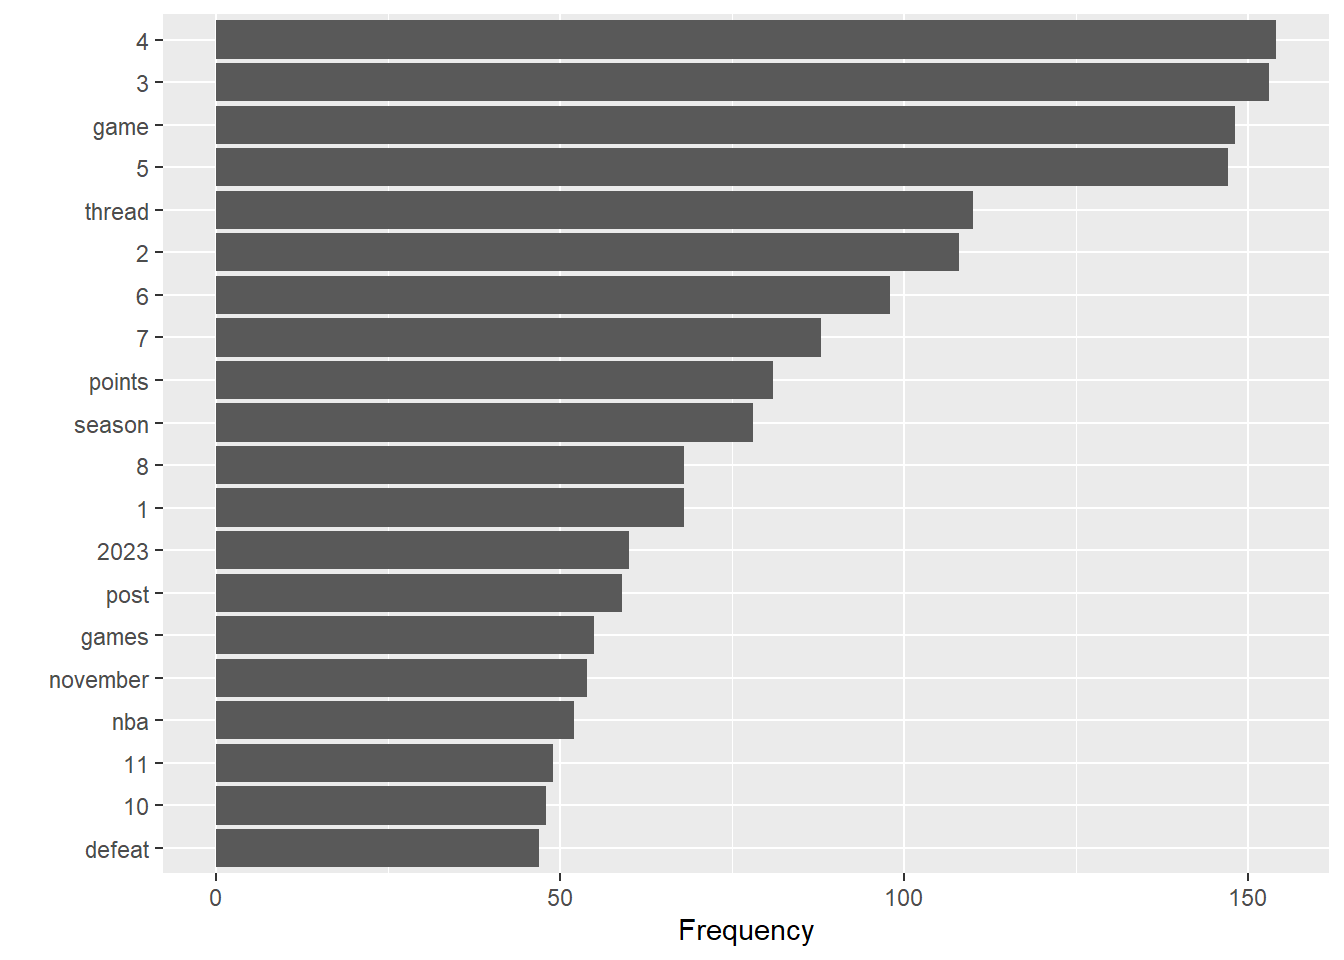 4
3
game
5
thread
2
6
7
points
season
8
1
2023
post
games
november
nba
11
10
defeat
0 50 100 150
Frequency